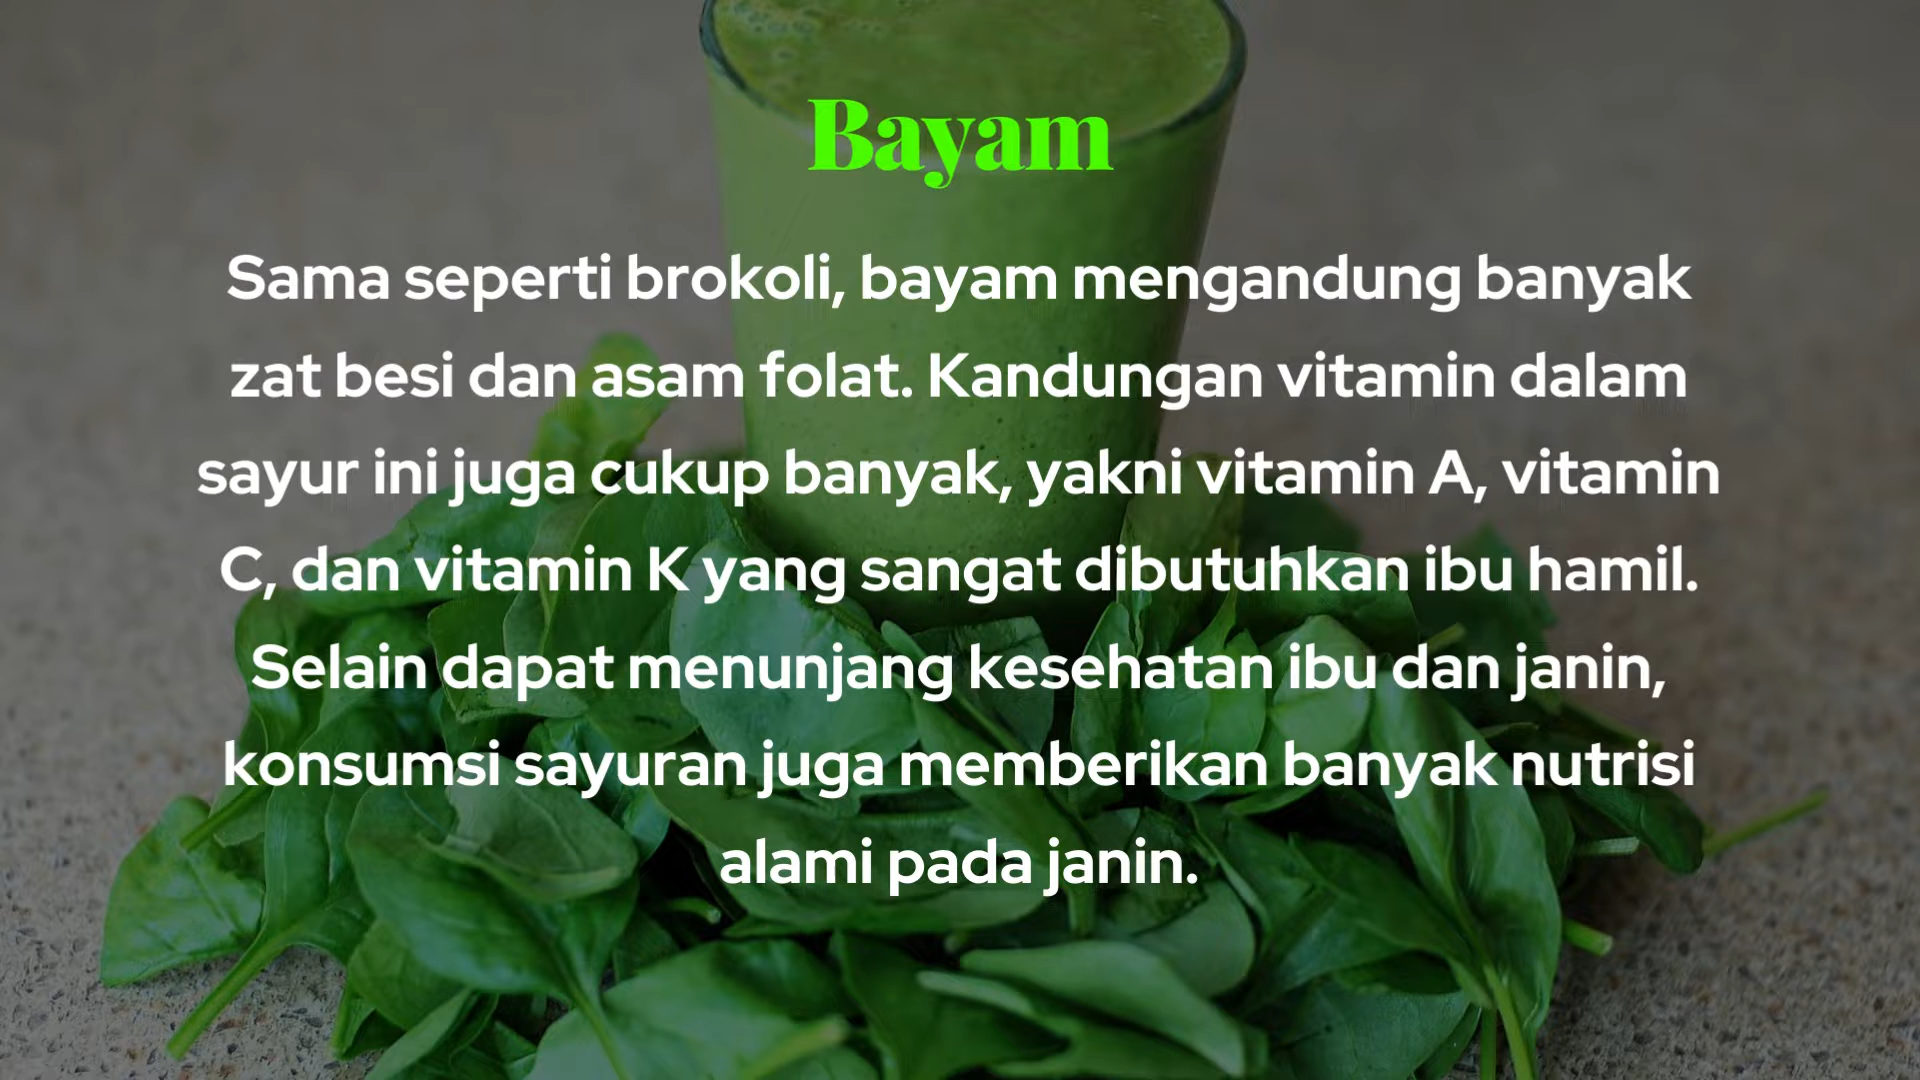 Bayam
Sama seperti brokoli, bayam mengandung banyak
zat besi dan asam folat. Kandungan vitamin dalam
sayur ini juga cukup banyak, yakni vitamin A, vitamin
C, dan vitamin K yang sangat dibutuhkan ibu hamil.
Selain dapat menunjang kesehatan ibu dan janin,
konsumsi sayuran juga memberikan banyak nutrisi
alami pada janin.